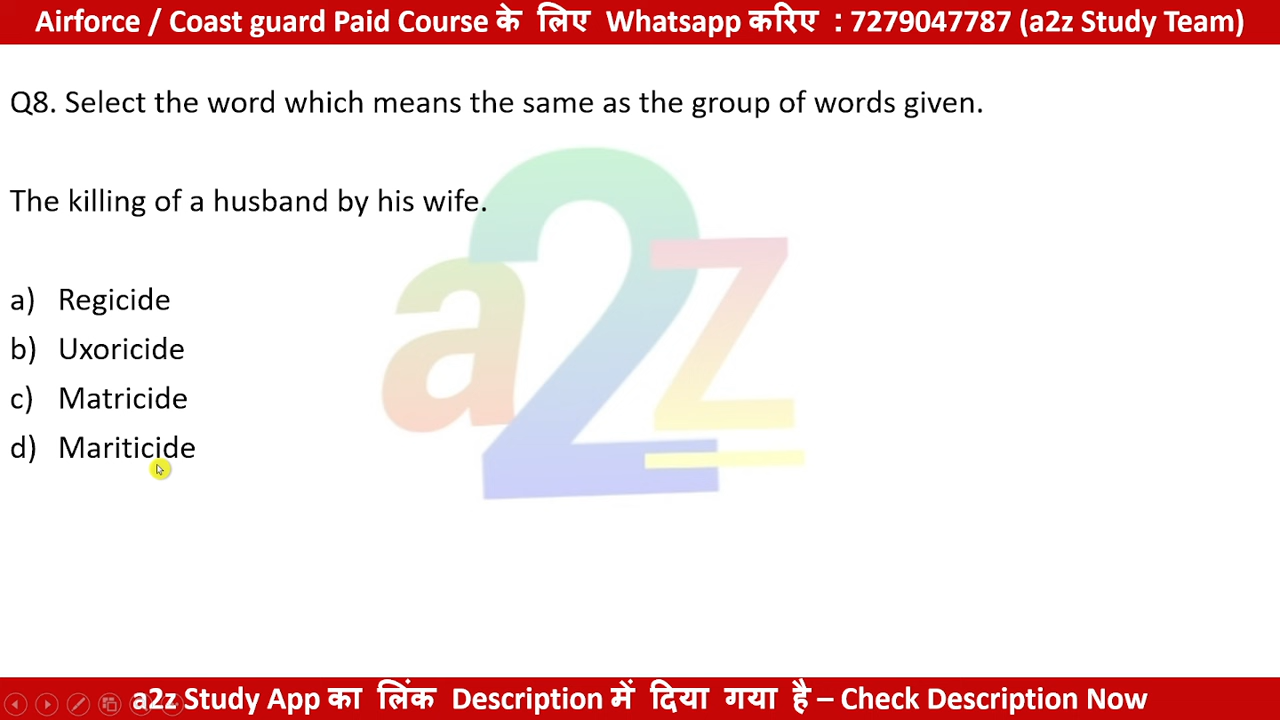 Airforce / Coast guard Paid Course के लिए Whatsapp करिए : 7279047787 (a2z Study Team)
Q8. Select the word which means the same as the group of words given.
The killing of a husband by his wife.
a2z
a) Regicide
b) Uxoricide
c) Matricide
d) Mariticide
a2z Study App का लिंक Description में दिया गया है – Check Description Now